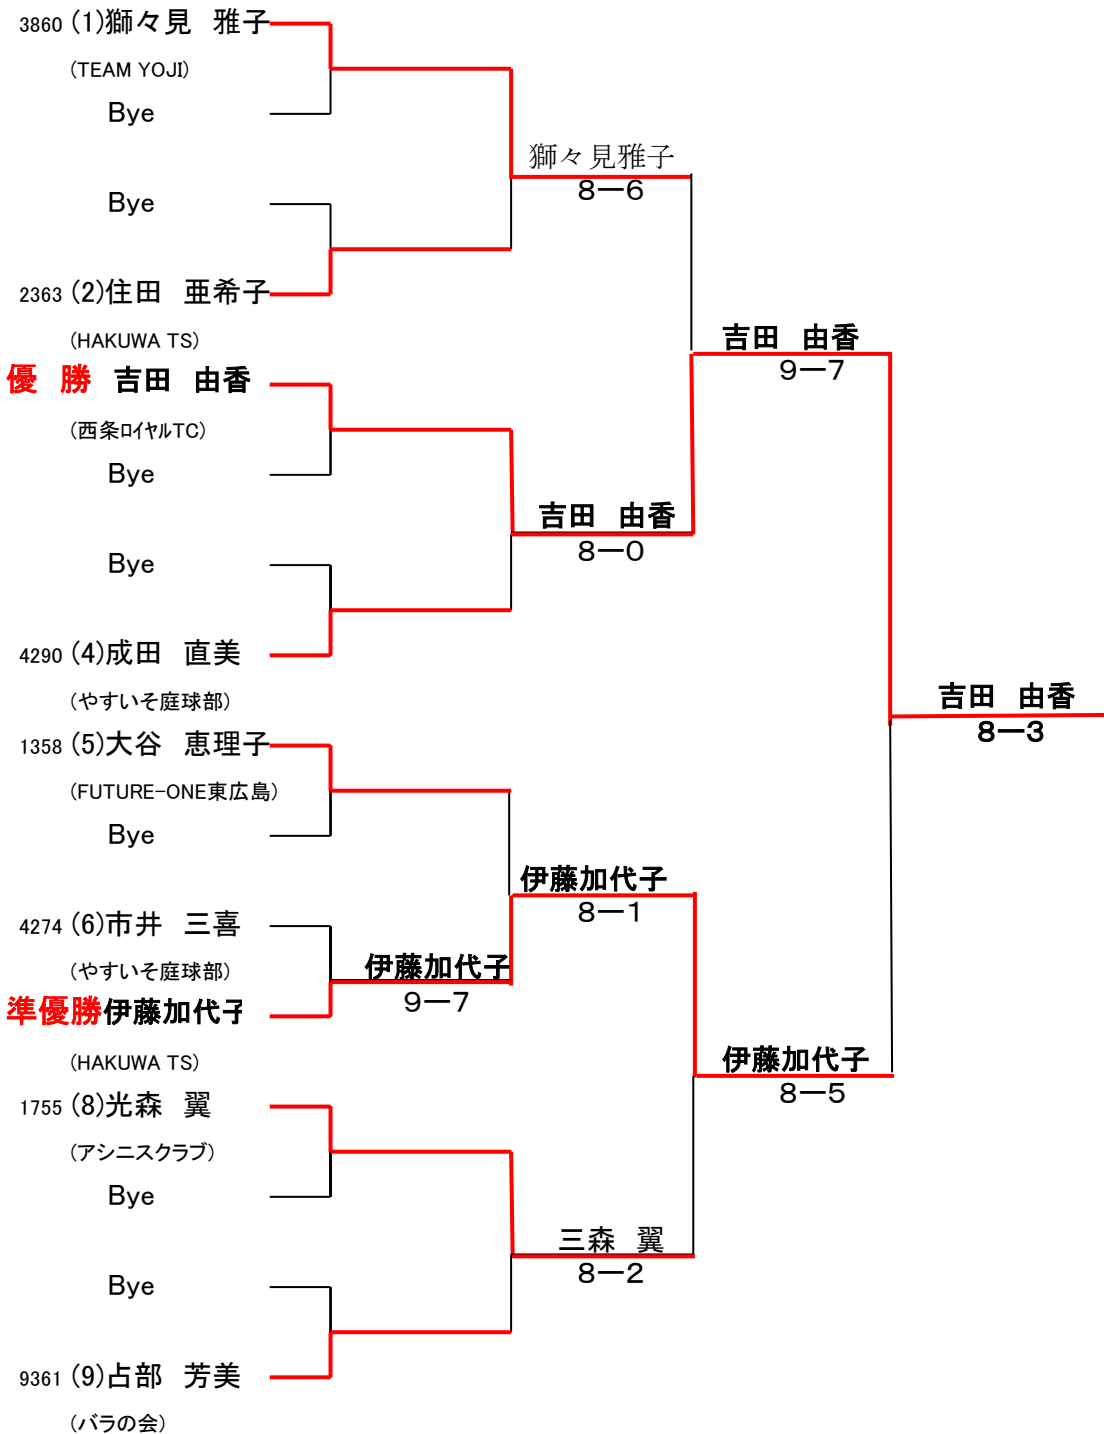 3860 (1)獅々見　雅子
(TEAM YOJI)
Bye
獅々見雅子
8－6
Bye
2363 (2)住田　亜希子
(HAKUWA TS)
吉田　由香
9－7
優　勝 吉田　由香
(西条ロイヤルTC)
Bye
吉田　由香
8－0
Bye
4290 (4)成田　直美
(やすいそ庭球部)
吉田　由香
8－3
1358 (5)大谷　恵理子
(FUTURE-ONE東広島)
Bye
伊藤加代子
8－1
4274 (6)市井　三喜
(やすいそ庭球部)
伊藤加代子
9－7
準優勝 伊藤加代子
(HAKUWA TS)
伊藤加代子
8－5
1755 (8)光森　翼
(アシニスクラブ)
Bye
三森　翼
8－2
Bye
9361 (9)占部　芳美
(バラの会)